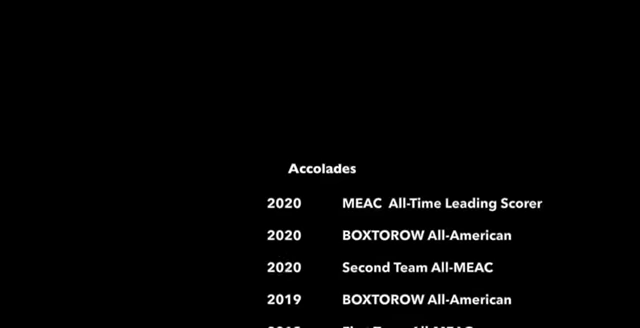 Accolades
2020 MEAC All-Time Leading Scorer
2020 BOXTOROW All-American
2020 Second Team All-MEAC
2019 BOXTOROW All-American